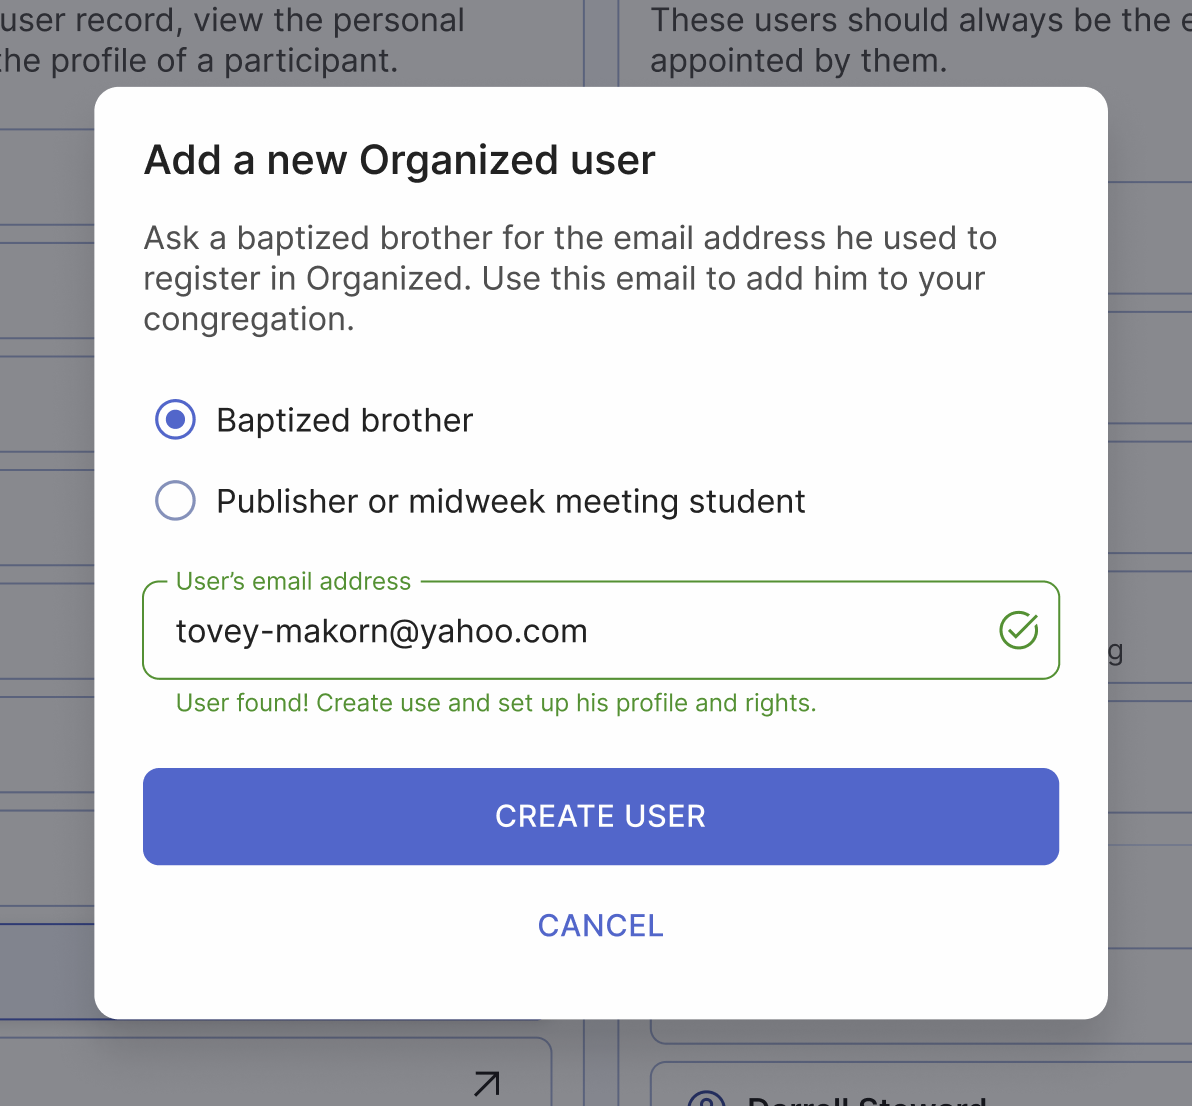 user record, view the personal
the profile of a participant.
These users should always be the e
appointed by them.
Add a new Organized user
Ask a baptized brother for the email address he used to
register in Organized. Use this email to add him to your
congregation.
Baptized brother
Publisher or midweek meeting student
User’s email address
tovey-makorn@yahoo.com
User found! Create use and set up his profile and rights.
g
CREATE USER
CANCEL